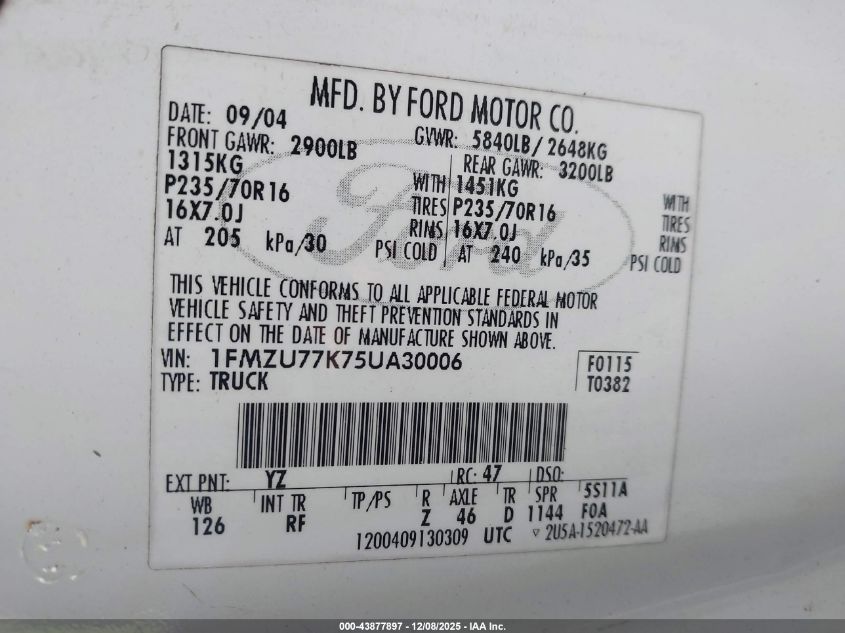 MFD. BY FORD MOTOR CO.
DATE: 09/04 GVWR: 5840LB/ 2648KG
FRONT GAWR: 2900LB REAR GAWR: 3200LB
1315KG WITH 1451KG WITH
P235/70R16 TIRES P235/70R16 TIRES
16X7.0J RIMS 16X7.0J RIMS
AT 205 kPa/30 PSI COLD AT 240 kPa/35 PSI COLD
Ford
THIS VEHICLE CONFORMS TO ALL APPLICABLE FEDERAL MOTOR
VEHICLE SAFETY AND THEFT PREVENTION STANDARDS IN
EFFECT ON THE DATE OF MANUFACTURE SHOWN ABOVE.
VIN: 1FMZU77K75UA30006 F0115
TYPE: TRUCK T0382
EXT PNT: YZ RC: 47 DSO:
WB INT TR TP/PS R AXLE TR SPR 5S11A
126 RF Z 46 D 1144 F0A
1200409130309 UTC ▿ 2U5A-1520472-AA
000-43877897 - 12/08/2025 - IAA Inc.